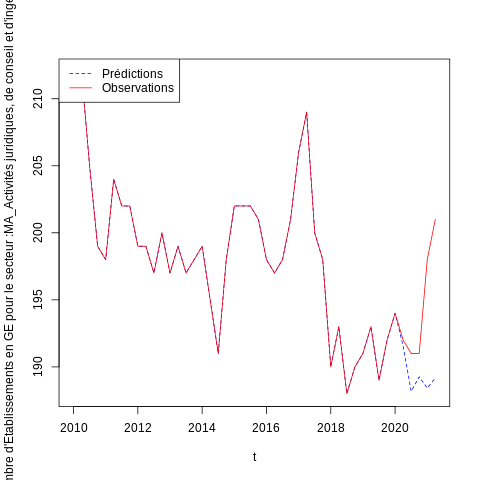 Prédictions
Observations
mbre d'Etablissements en GE pour le secteur :MA_Activités juridiques, de conseil et d'ingé
210
205
200
195
190
2010
2012
2014
2016
2018
2020
t